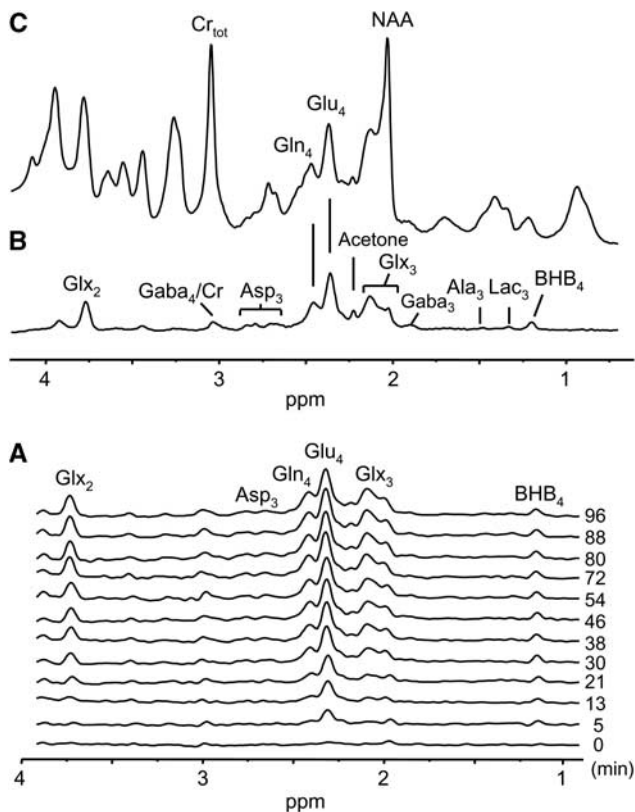 C
Cr_tot
NAA
Glu_4
Gln_4
B
Acetone
Glx_3
Glx_2
Gaba_4/Cr
Asp_3
Gaba_3
Ala_3 Lac_3
BHB_4
4 3 2 1
ppm
A
Glu_4
Glx_2
Gln_4
Glx_3
Asp_3
BHB_4
96
88
80
72
54
46
38
30
21
13
5
0
4 3 2 1 (min)
ppm